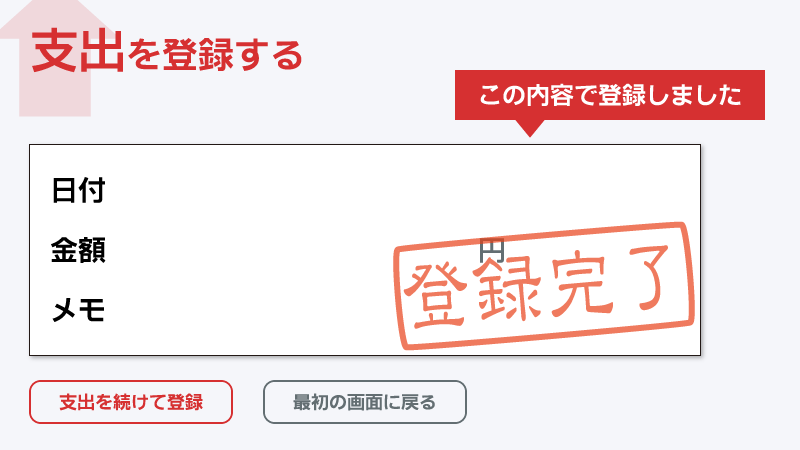 支出を登録する
この内容で登録しました
日付
金額 円
メモ
登録完了
支出を続けて登録
最初の画面に戻る